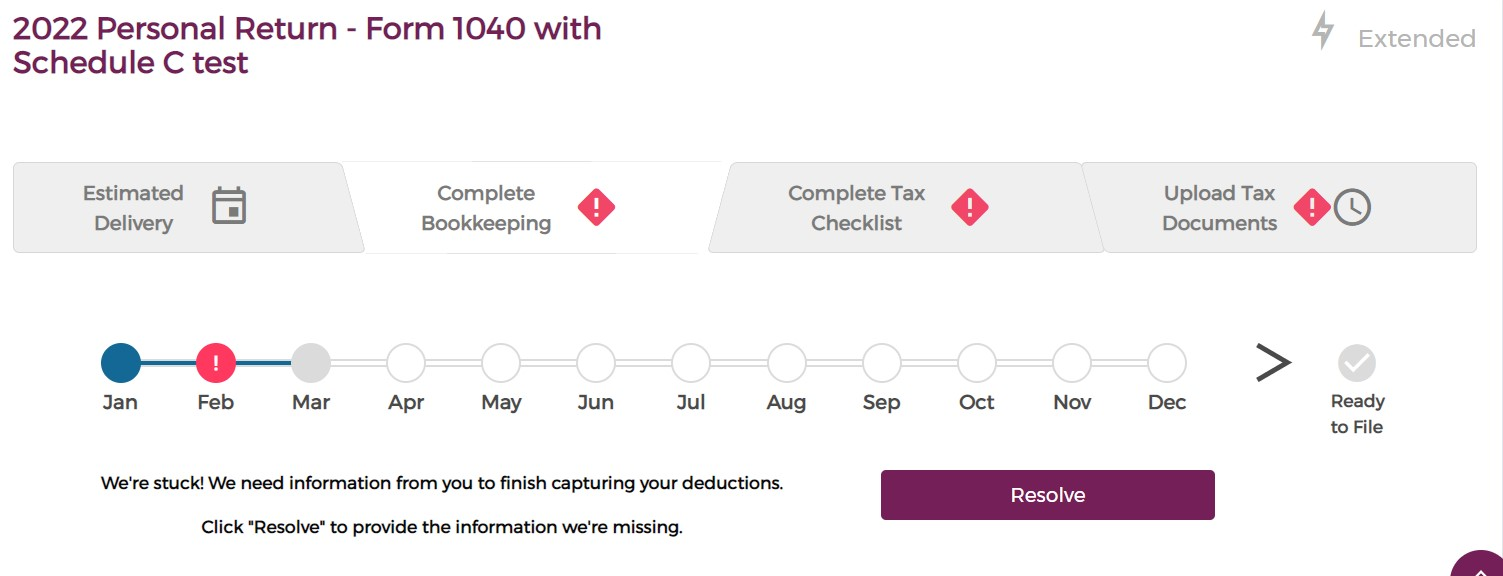 2022 Personal Return - Form 1040 with
Schedule C test
Extended
Estimated
Delivery
Complete
Bookkeeping
Complete Tax
Checklist
Upload Tax
Documents
Jan Feb Mar Apr May Jun Jul Aug Sep Oct Nov Dec
Ready
to File
We're stuck! We need information from you to finish capturing your deductions.
Click "Resolve" to provide the information we're missing.
Resolve